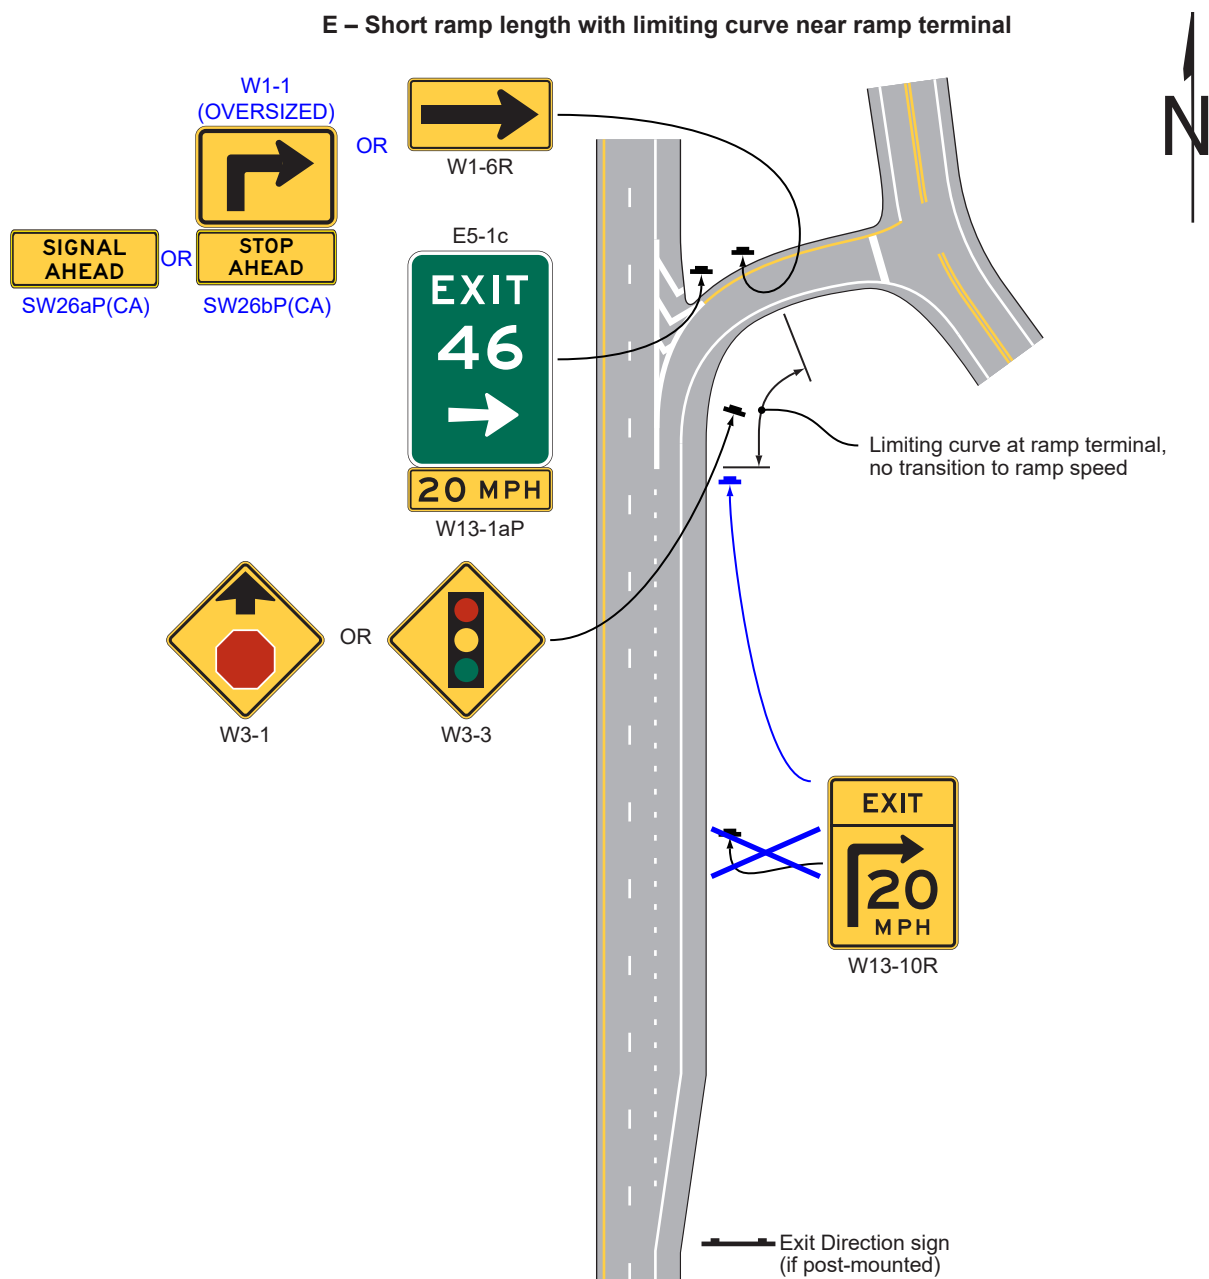 E – Short ramp length with limiting curve near ramp terminal
N
W1-1
(OVERSIZED)
OR
W1-6R
SIGNAL
AHEAD
OR
STOP
AHEAD
SW26aP(CA)
SW26bP(CA)
E5-1c
EXIT
46
20 MPH
W13-1aP
Limiting curve at ramp terminal,
no transition to ramp speed
OR
W3-1
W3-3
EXIT
20
MPH
W13-10R
Exit Direction sign
(if post-mounted)